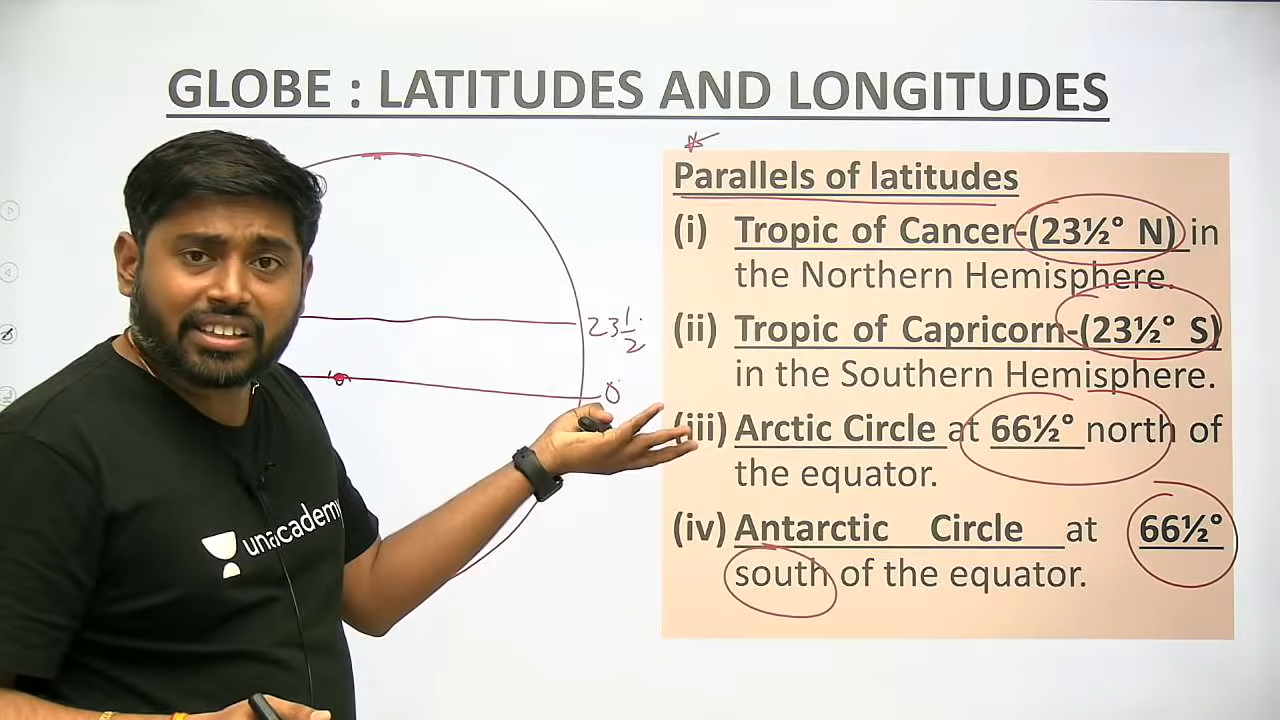 GLOBE : LATITUDES AND LONGITUDES
Parallels of latitudes
(i) Tropic of Cancer-(23½° N) in
the Northern Hemisphere.
(ii) Tropic of Capricorn-(23½° S)
in the Southern Hemisphere.
(iii) Arctic Circle at 66½° north of
the equator.
(iv) Antarctic Circle at 66½°
south of the equator.
23½°
0°
unacademy